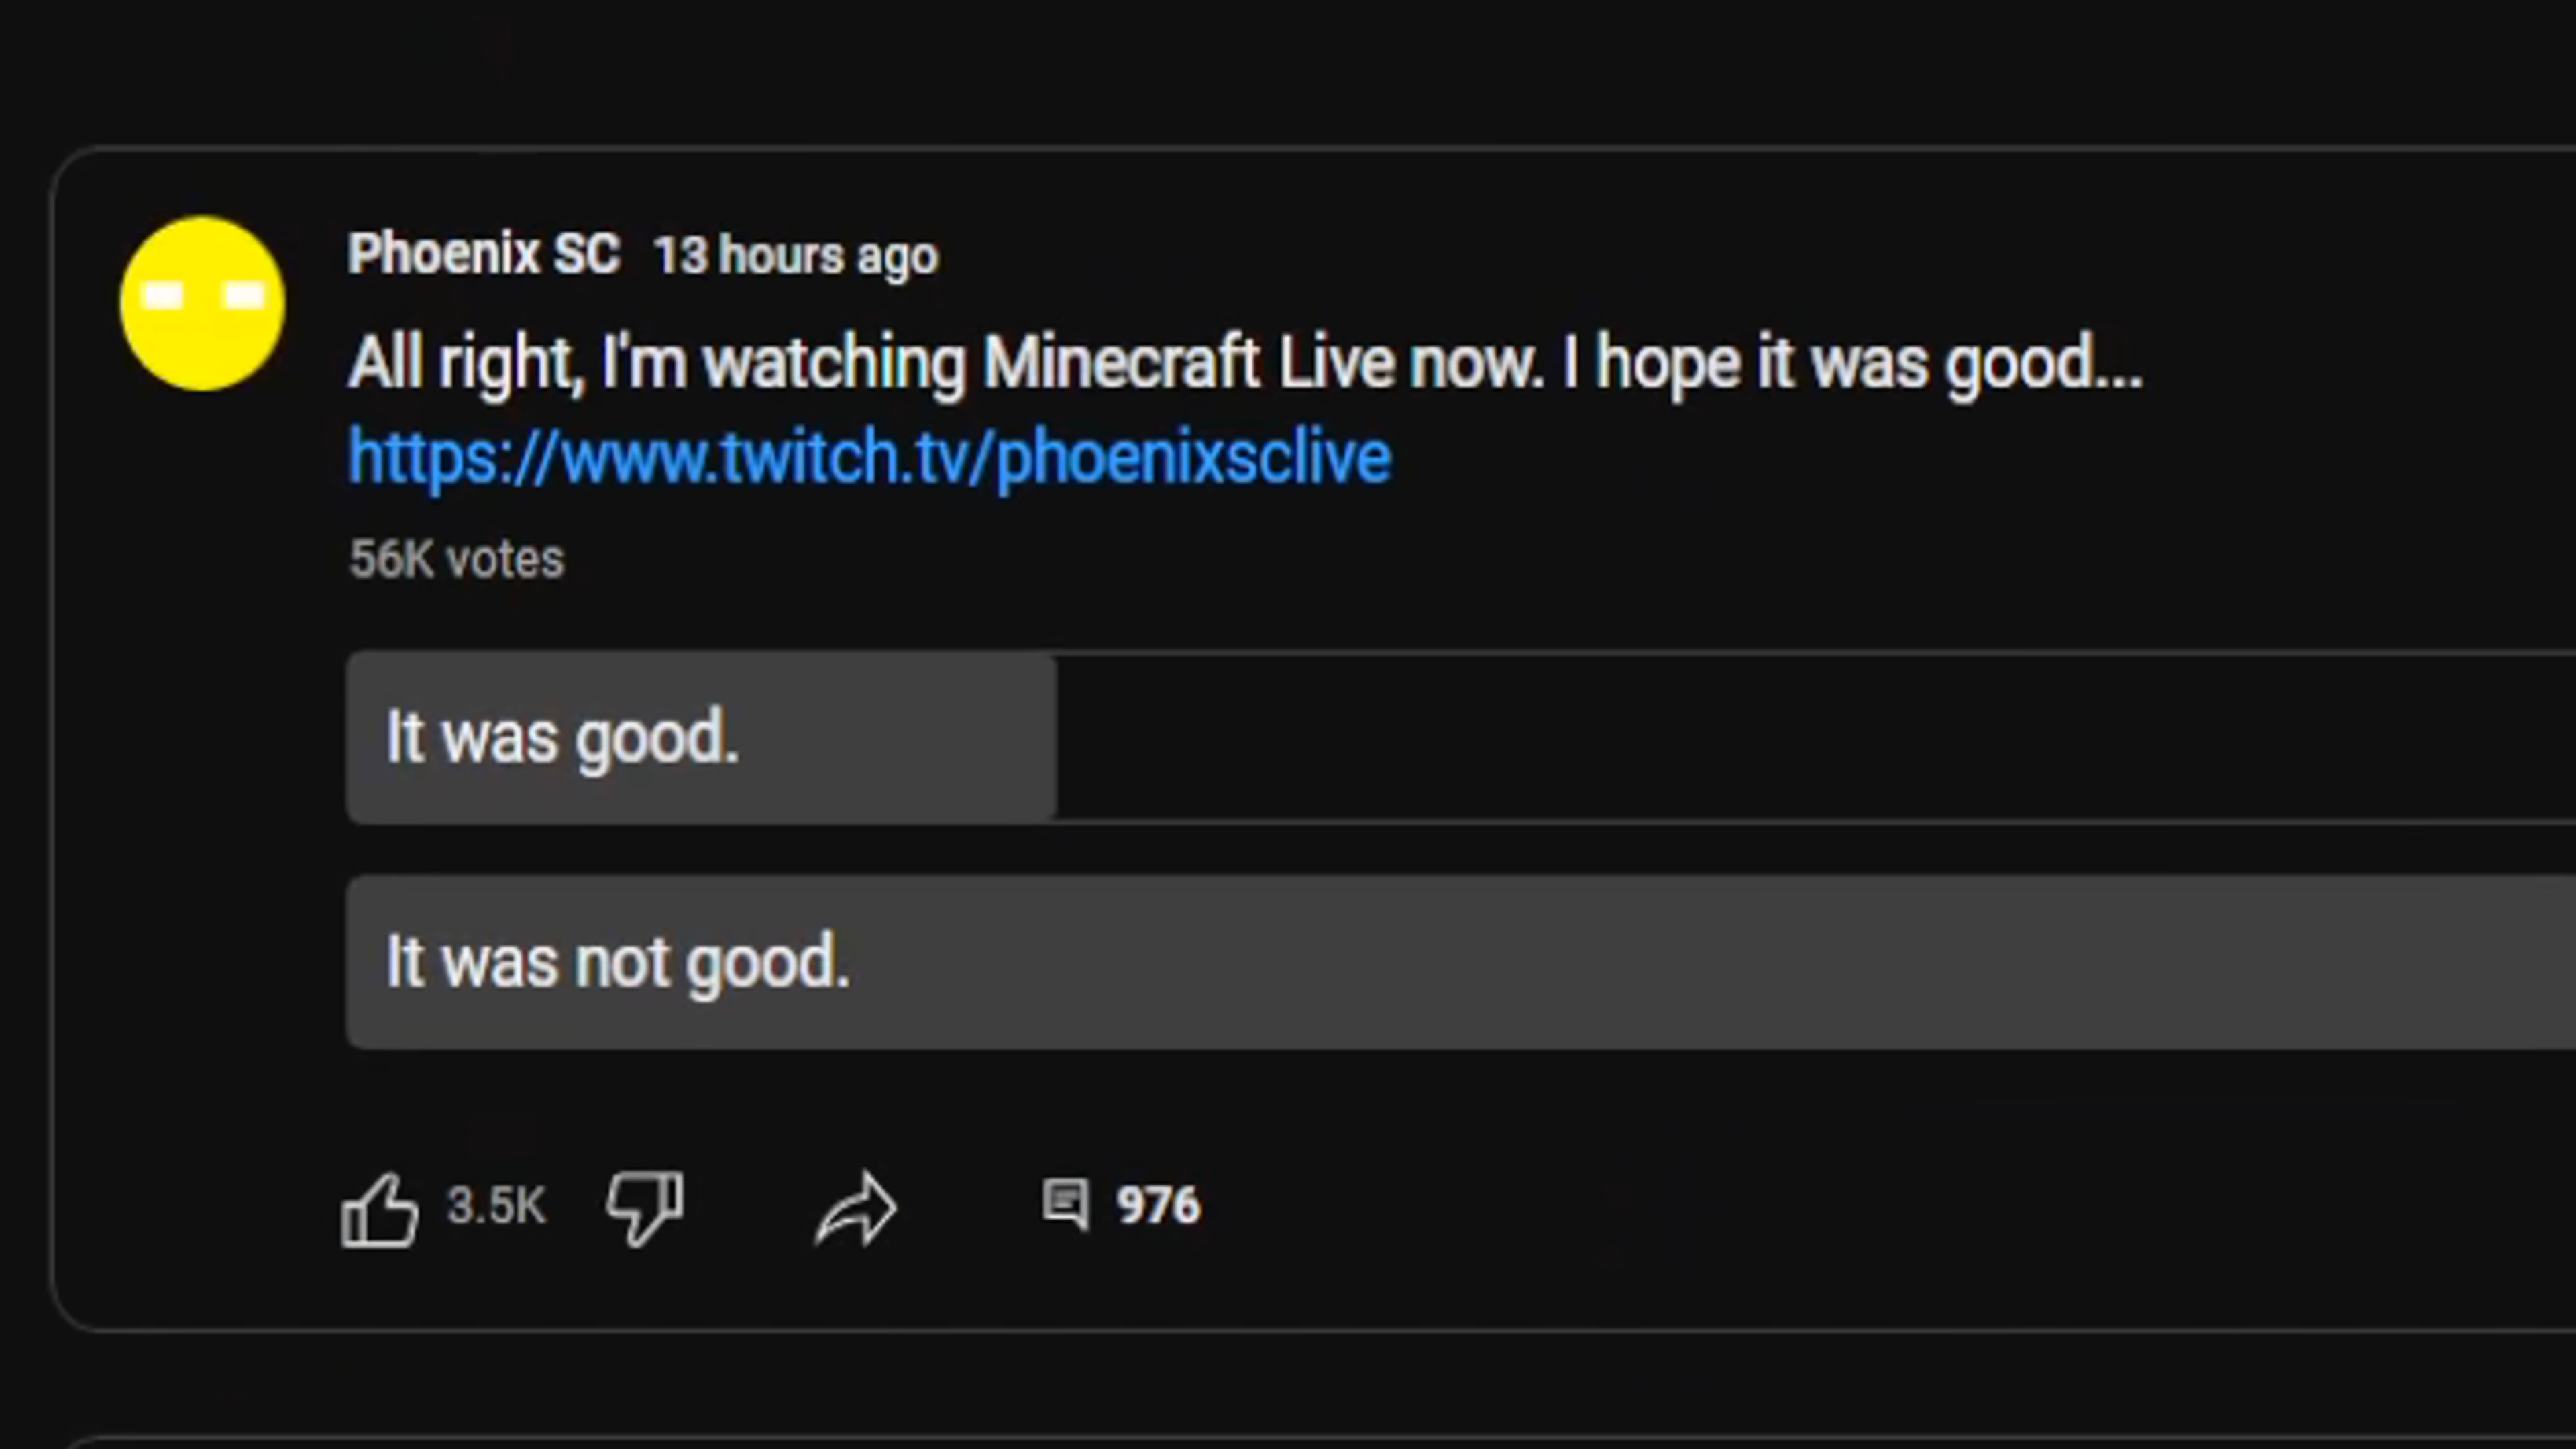 Phoenix SC 13 hours ago
All right, I'm watching Minecraft Live now. I hope it was good...
https://www.twitch.tv/phoenixsclive
56K votes
It was good.
It was not good.
3.5K 976